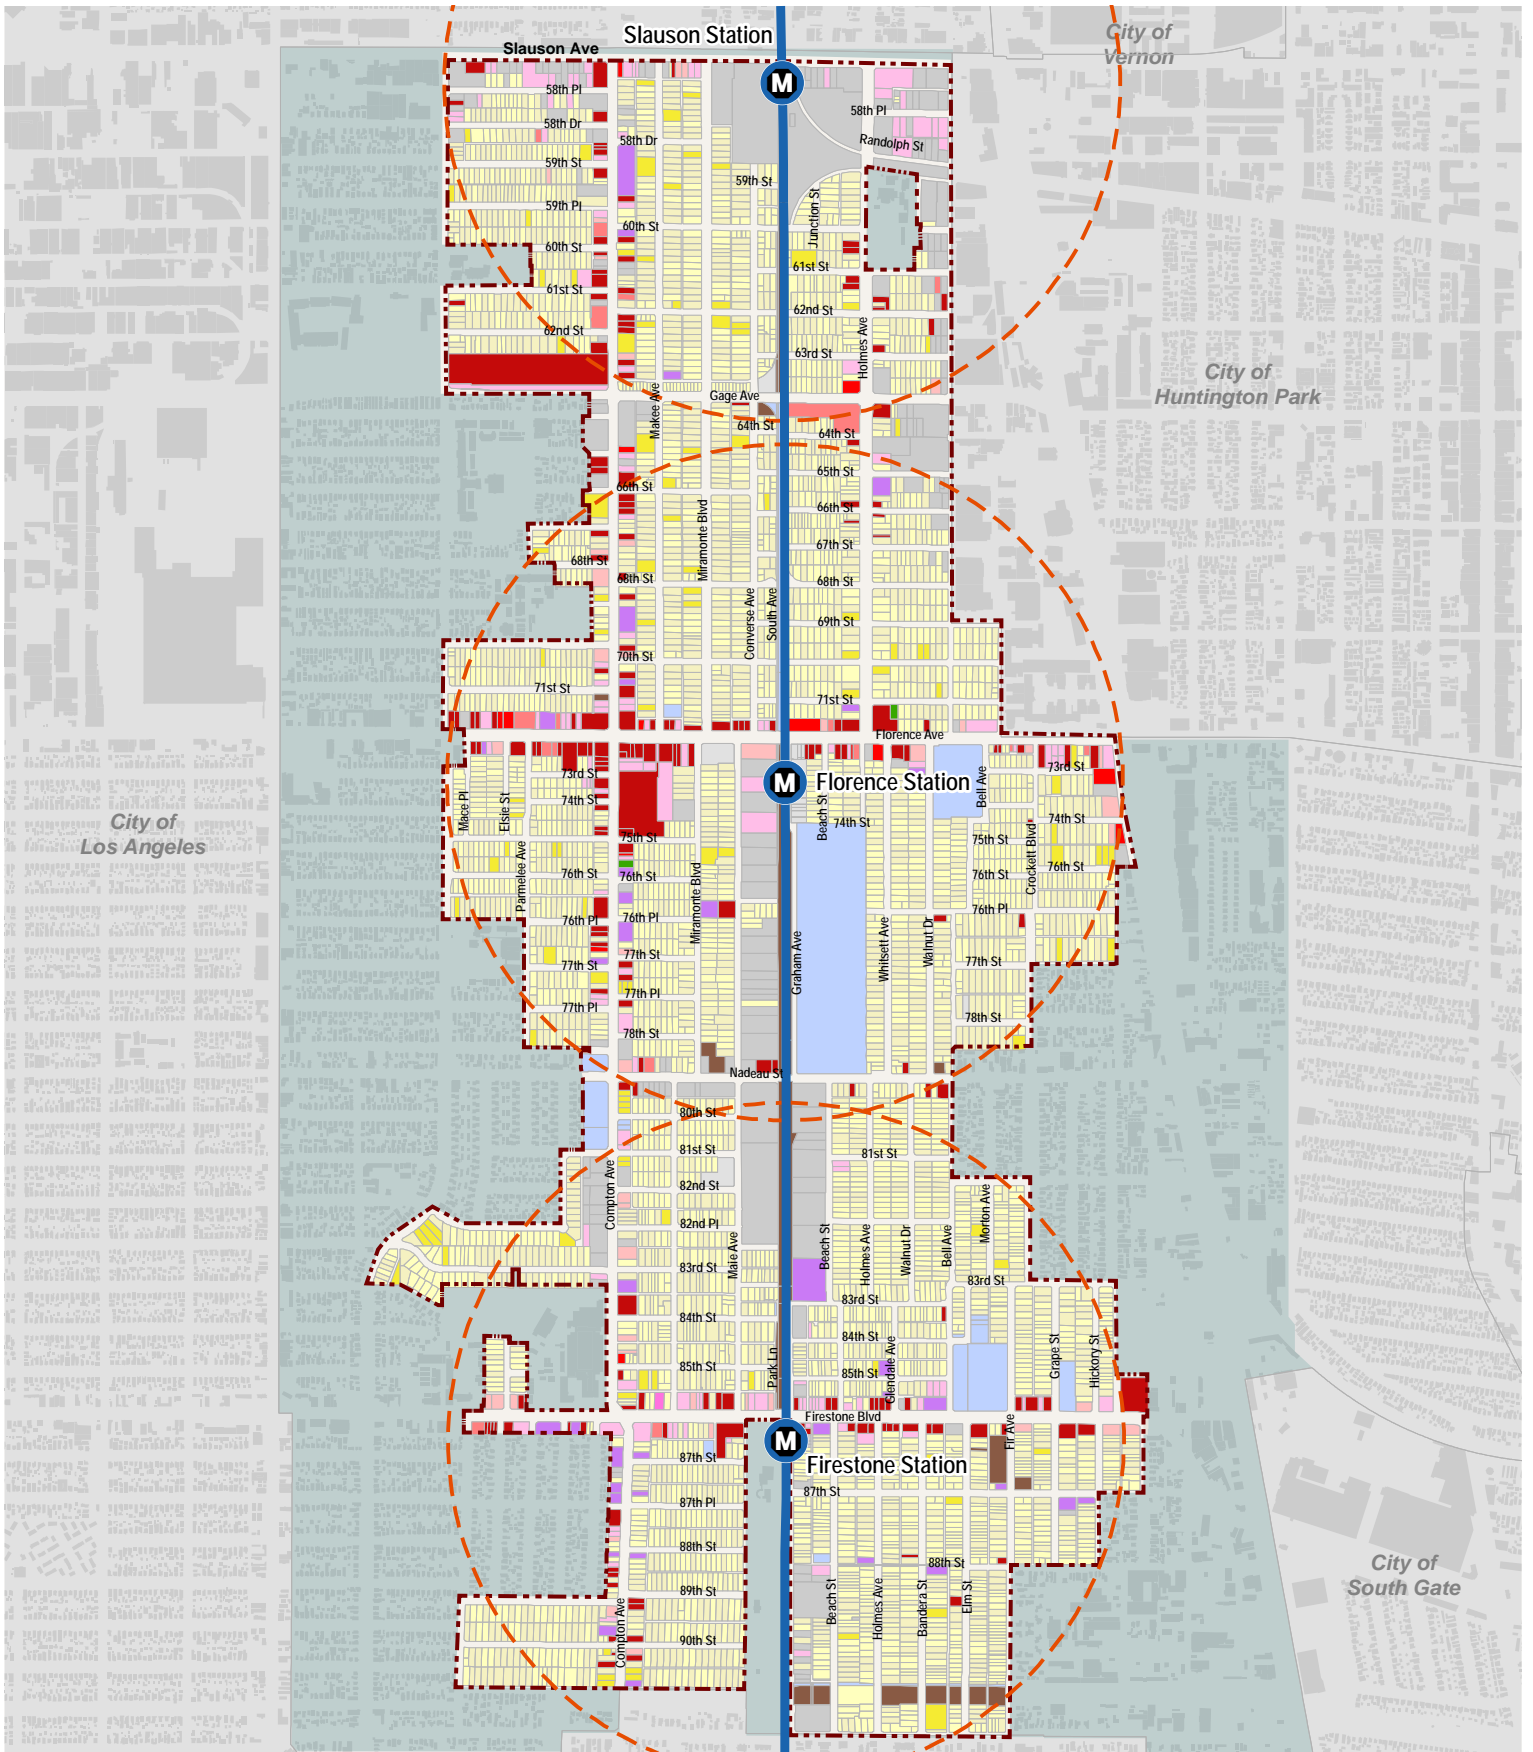 Slauson Station
City of
Vernon
Slauson Ave
M
58th Pl
58th Pl
58th Dr
58th Dr
Randolph St
59th St
59th St
59th Pl
Junction St
60th St
60th St
61st St
61st St
62nd St
62nd St
Holmes Ave
63rd St
City of
Huntington Park
Makee Ave
Gage Ave
64th St
64th St
65th St
66th St
66th St
Miramonte Blvd
67th St
68th St
68th St
68th St
Converse Ave
South Ave
69th St
70th St
71st St
71st St
Florence Ave
M
Florence Station
73rd St
73rd St
Mace Pl
Elsie St
74th St
Beach St
Bell Ave
74th St
74th St
City of
Los Angeles
75th St
75th St
Crockett Blvd
76th St
Parmelee Ave
76th St
76th St
Miramonte Blvd
76th St
76th Pl
76th Pl
76th Pl
Graham Ave
Whitsett Ave
Walnut Dr
77th St
77th St
77th St
77th Pl
77th Pl
78th St
78th St
Nadeau St
80th St
81st St
81st St
Compton Ave
82nd St
Morton Ave
82nd Pl
Maie Ave
Beach St
Holmes Ave
Walnut Dr
Bell Ave
83rd St
83rd St
83rd St
84th St
84th St
Park Ln
85th St
85th St
Glendale Ave
Grape St
Hickory St
Firestone Blvd
Fir Ave
M
Firestone Station
87th St
87th St
87th Pl
88th St
88th St
City of
South Gate
89th St
Beach St
Holmes Ave
Bandera St
Elm St
Compton Ave
90th St